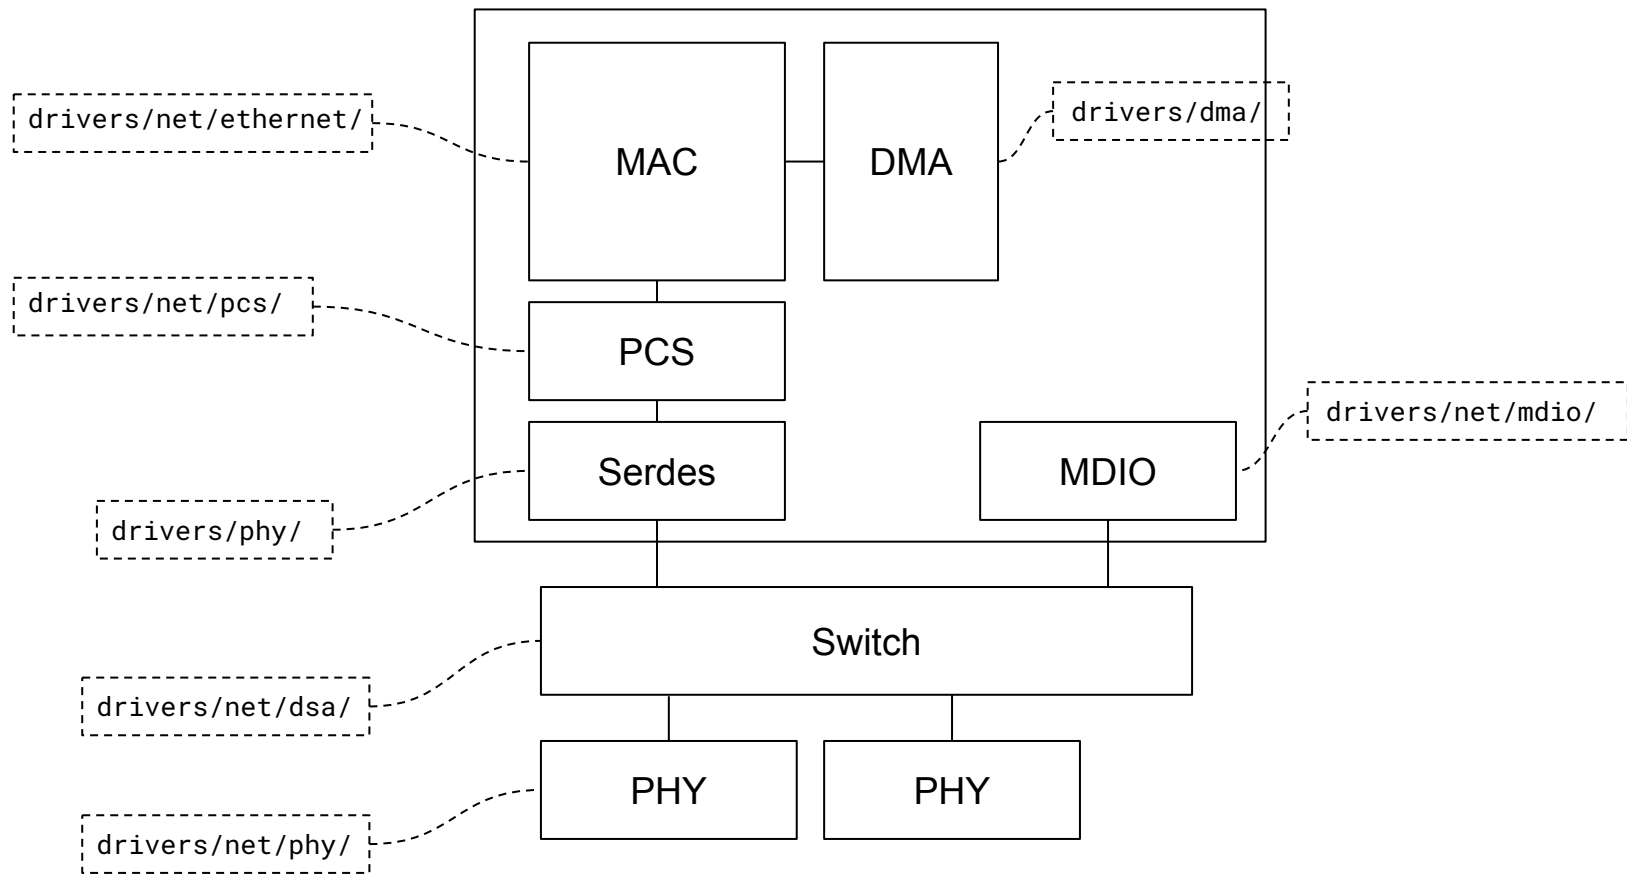 drivers/net/ethernet/
MAC
DMA
drivers/dma/
drivers/net/pcs/
PCS
drivers/net/mdio/
drivers/phy/
Serdes
MDIO
Switch
drivers/net/dsa/
PHY
PHY
drivers/net/phy/